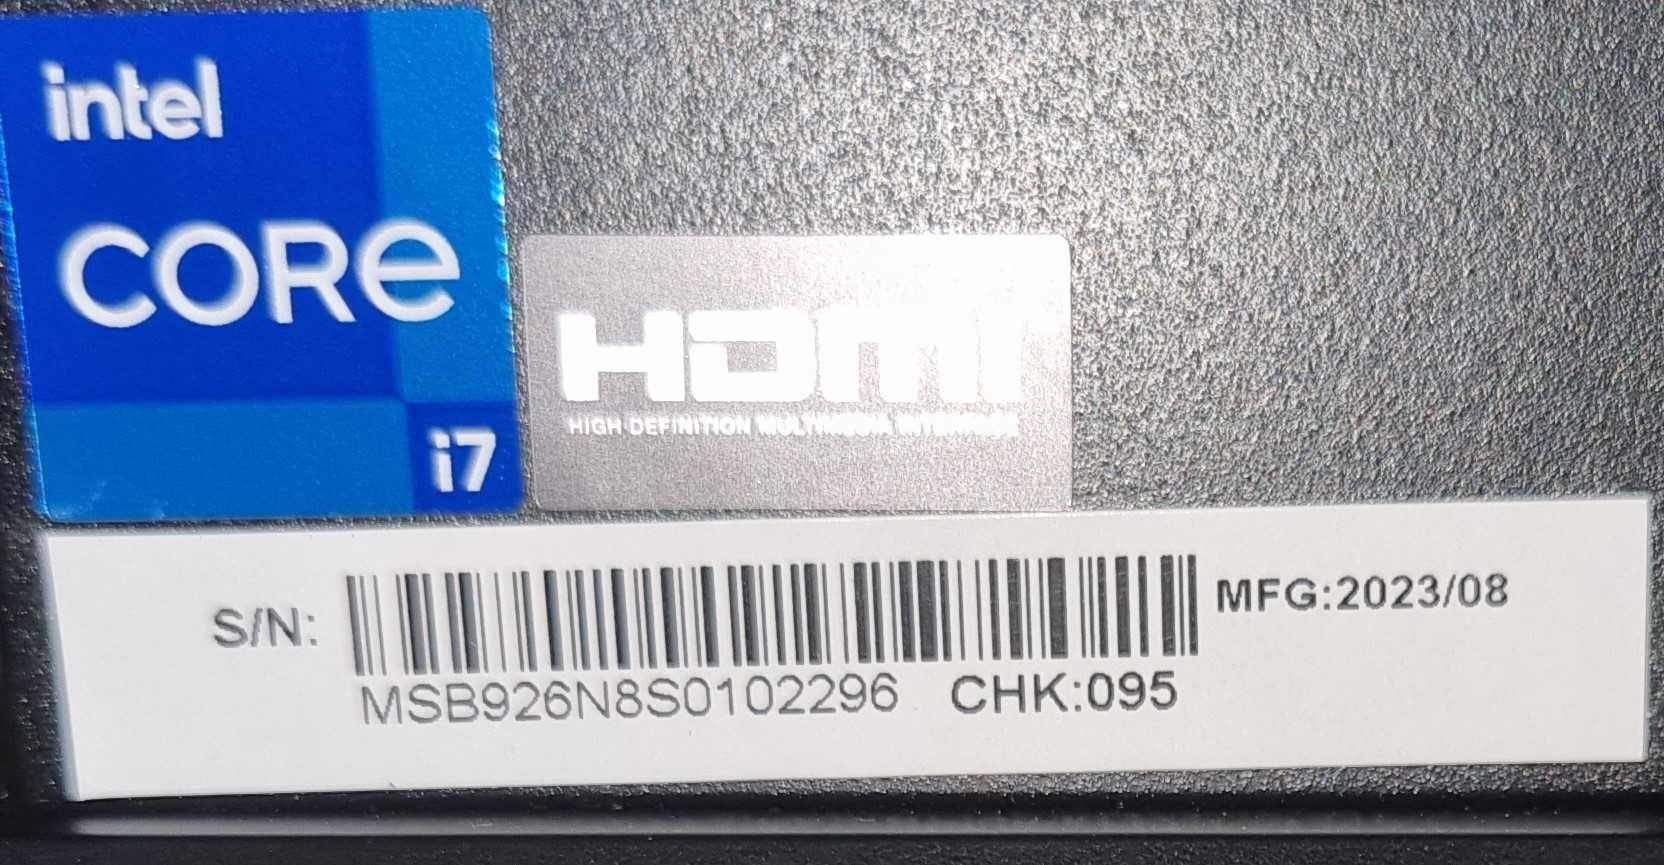 intel
CORe
i7
HDMI
HIGH-DEFINITION MULTIMEDIA INTERFACE
S/N:
MFG:2023/08
MSB926N8S0102296 CHK:095